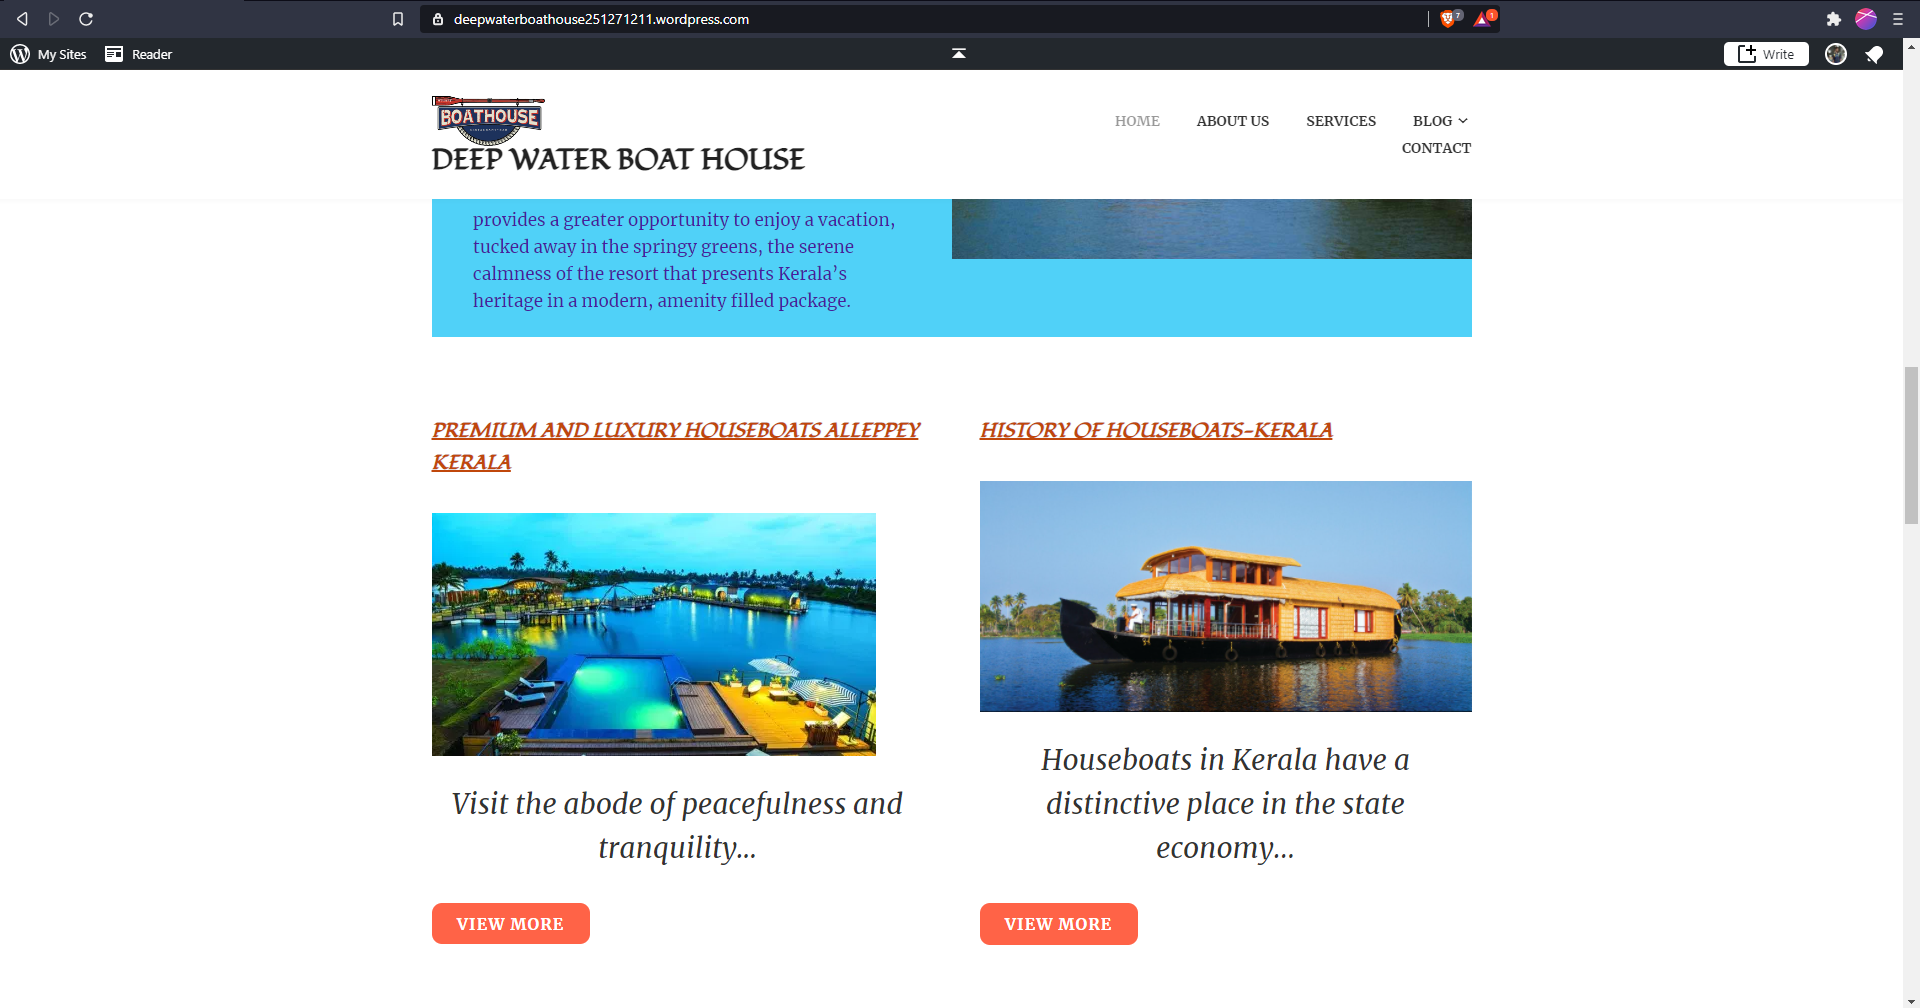 deepwaterboathouse251271211.wordpress.com
7
1
My Sites
Reader
Write
BOATHOUSE
DEEP WATER BOAT HOUSE
HOME
ABOUT US
SERVICES
BLOG
CONTACT
provides a greater opportunity to enjoy a vacation,
tucked away in the springy greens, the serene
calmness of the resort that presents Kerala’s
heritage in a modern, amenity filled package.
PREMIUM AND LUXURY HOUSEBOATS ALLEPPEY
KERALA
Visit the abode of peacefulness and
tranquility...
VIEW MORE
HISTORY OF HOUSEBOATS-KERALA
Houseboats in Kerala have a
distinctive place in the state
economy...
VIEW MORE